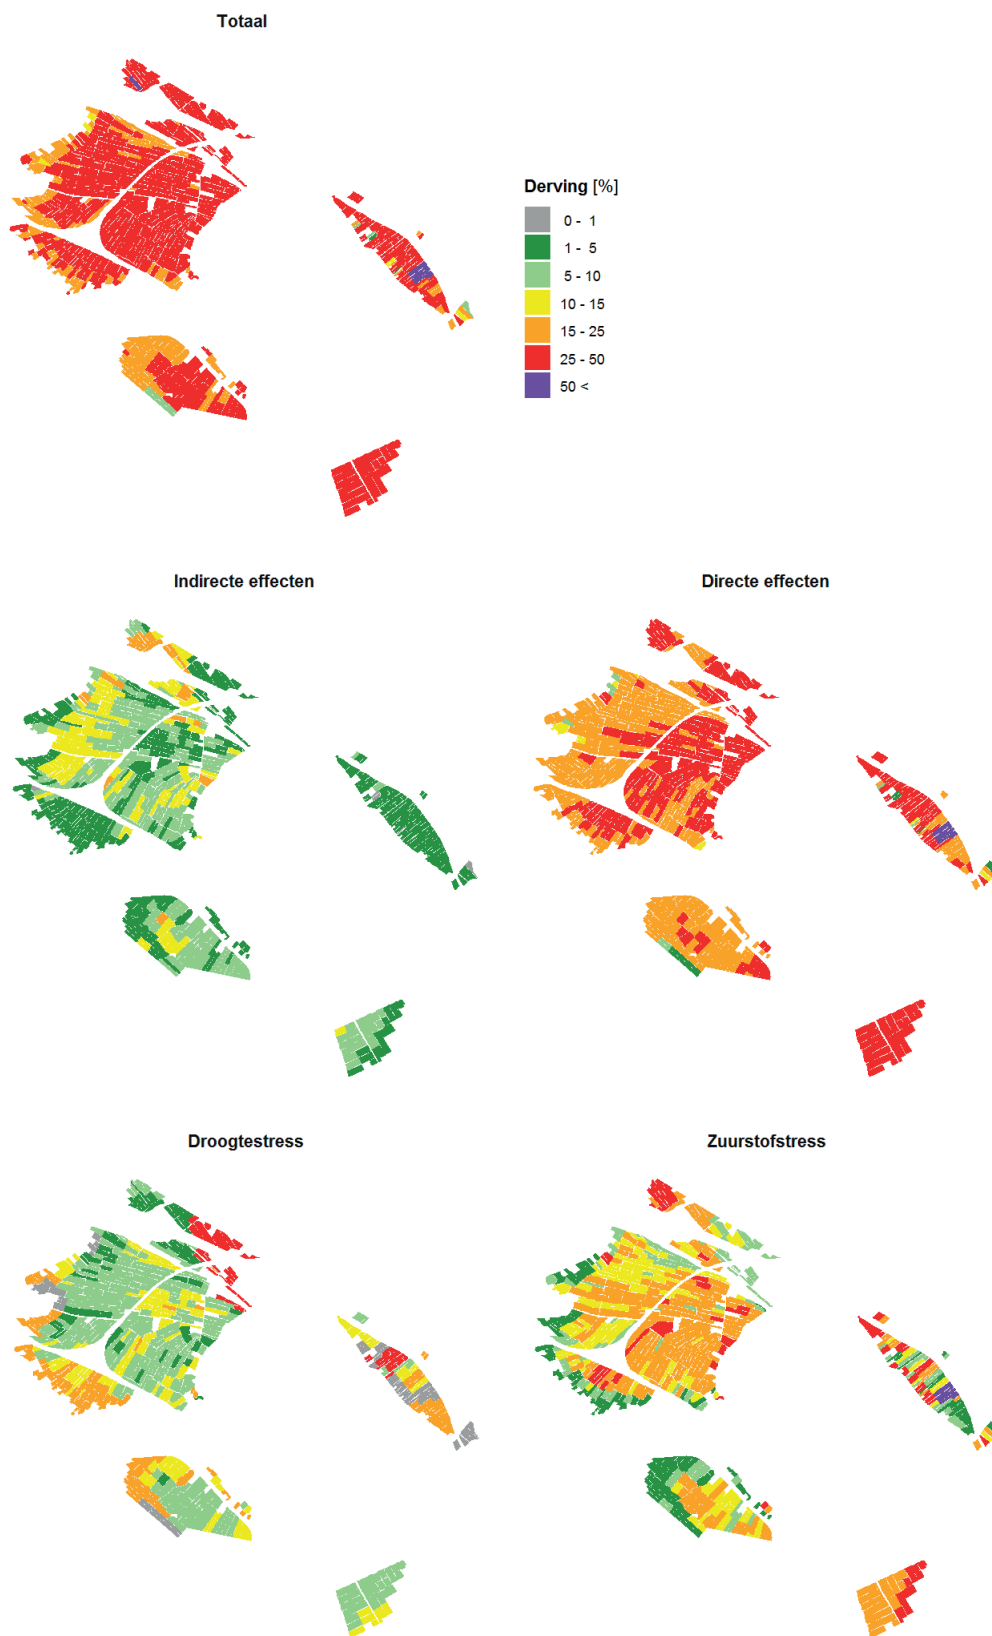 Totaal
Derving [%]
0 - 1
1 - 5
5 - 10
10 - 15
15 - 25
25 - 50
50 <
Indirecte effecten
Directe effecten
Droogtestress
Zuurstofstress